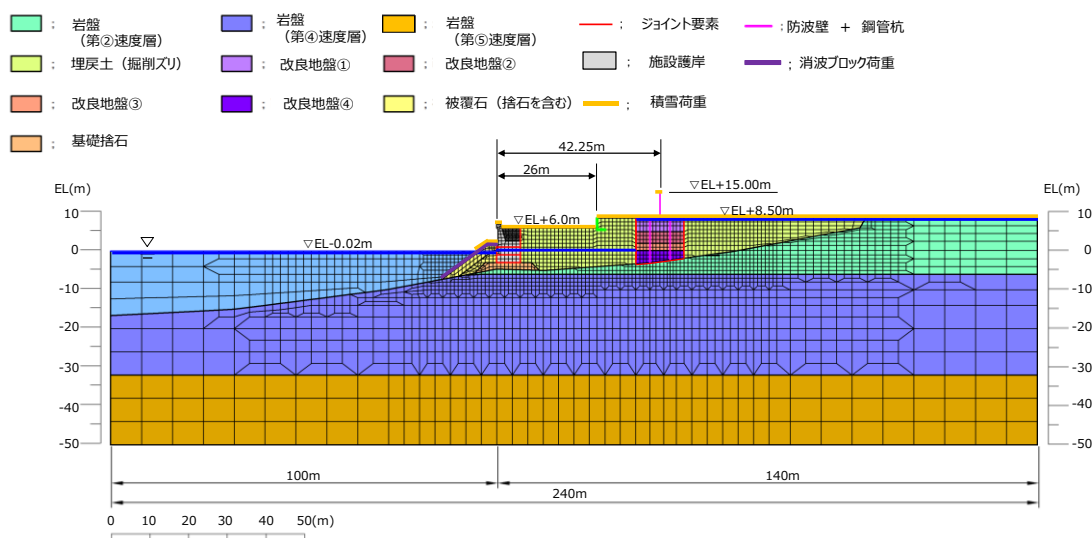 ; 岩盤
(第②速度層)
; 岩盤
(第④速度層)
; 岩盤
(第⑤速度層)
; ジョイント要素
; 防波壁 + 鋼管杭
; 埋戻土（掘削ズリ）
; 改良地盤①
; 改良地盤②
; 施設護岸
; 消波ブロック荷重
; 改良地盤③
; 改良地盤④
; 被覆石（捨石を含む）
; 積雪荷重
; 基礎捨石
42.25m
26m
▽EL+15.00m
EL(m)
EL(m)
▽EL+6.0m
▽EL+8.50m
▽EL-0.02m
10
0
-10
-20
-30
-40
-50
10
0
-10
-20
-30
-40
-50
100m
140m
240m
0 10 20 30 40 50(m)